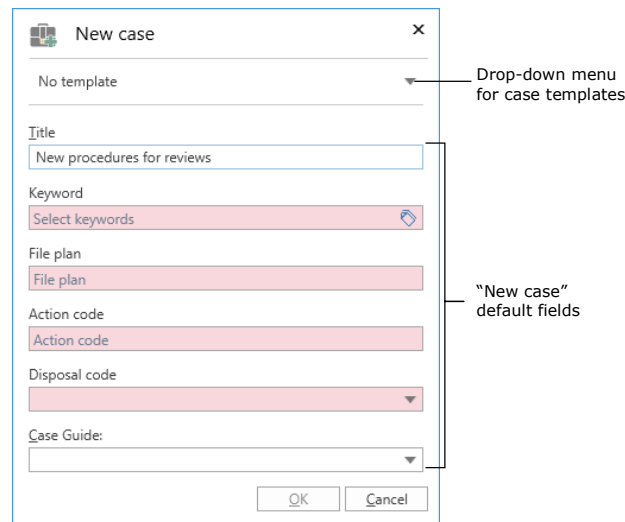 New case
No template
Drop-down menu
for case templates
Title
New procedures for reviews
Keyword
Select keywords
File plan
File plan
“New case”
default fields
Action code
Action code
Disposal code
Case Guide:
OK
Cancel